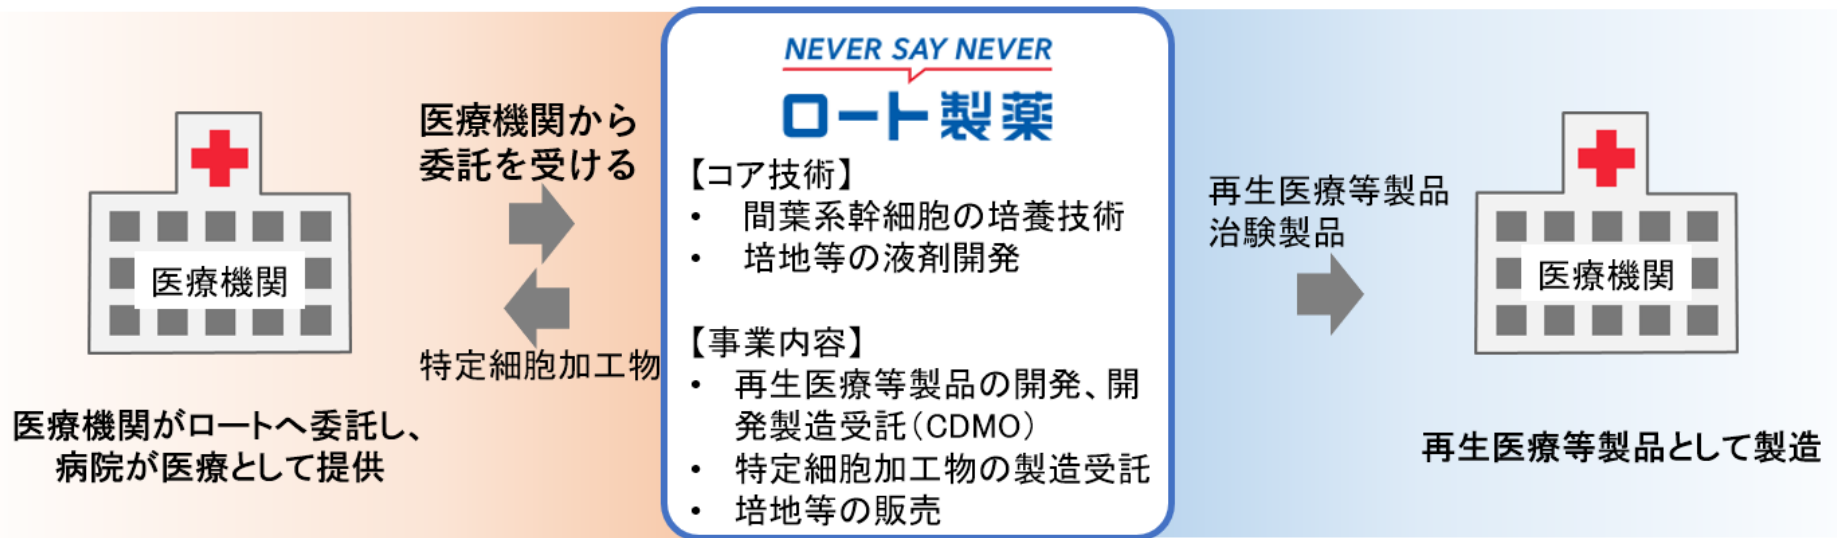 医療機関
医療機関がロートへ委託し、
病院が医療として提供
医療機関から
委託を受ける
特定細胞加工物
NEVER SAY NEVER
ロート製薬
【コア技術】
• 間葉系幹細胞の培養技術
• 培地等の液剤開発
【事業内容】
• 再生医療等製品の開発、開
発製造受託（CDMO）
• 特定細胞加工物の製造受託
• 培地等の販売
再生医療等製品
治験製品
医療機関
再生医療等製品として製造